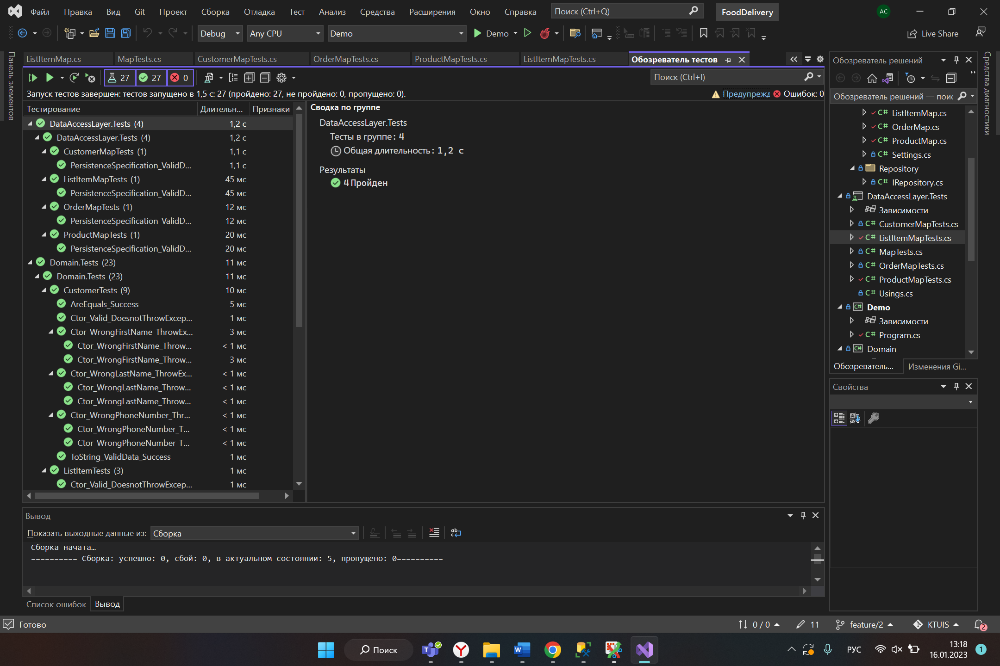 Файл Правка Вид Git Проект Сборка Отладка Тест Анализ Средства Расширения Окно Справка Поиск (Ctrl+Q) FoodDelivery AC
Debug Any CPU Demo Demo Live Share
Панель элементов
ListItemMap.cs MapTests.cs CustomerMapTests.cs OrderMapTests.cs ProductMapTests.cs ListItemMapTests.cs Обозреватель тестов
27 27 0 Поиск (Ctrl+I)
Запуск тестов завершен: тестов запущено в 1,5 с: 27 (пройдено: 27, не пройдено: 0, пропущено: 0). Предупрежд Ошибок: 0
Тестирование Длительн... Признаки
DataAccessLayer.Tests (4) 1,2 с
DataAccessLayer.Tests (4) 1,2 с
CustomerMapTests (1) 1,1 с
PersistenceSpecification_ValidD... 1,1 с
ListItemMapTests (1) 45 мс
PersistenceSpecification_ValidD... 45 мс
OrderMapTests (1) 12 мс
PersistenceSpecification_ValidD... 12 мс
ProductMapTests (1) 20 мс
PersistenceSpecification_ValidD... 20 мс
Domain.Tests (23) 11 мс
Domain.Tests (23) 11 мс
CustomerTests (9) 10 мс
AreEquals_Success 5 мс
Ctor_Valid_DoesnotThrowExcep... 1 мс
Ctor_WrongFirstName_ThrowEx... 3 мс
Ctor_WrongFirstName_Throw... < 1 мс
Ctor_WrongFirstName_Throw... 3 мс
Ctor_WrongLastName_ThrowEx... < 1 мс
Ctor_WrongLastName_Throw... < 1 мс
Ctor_WrongLastName_Throw... < 1 мс
Ctor_WrongPhoneNumber_Thr... < 1 мс
Ctor_WrongPhoneNumber_T... < 1 мс
Ctor_WrongPhoneNumber_T... < 1 мс
ToString_ValidData_Success 1 мс
ListItemTests (3) 1 мс
Ctor_Valid_DoesnotThrowExcep... 1 мс
Сводка по группе
DataAccessLayer.Tests
Тесты в группе: 4
Общая длительность: 1,2 с
Результаты
4 Пройден
Обозреватель решений
Обозреватель решений — поис
ListItemMap.cs
OrderMap.cs
ProductMap.cs
Settings.cs
Repository
IRepository.cs
DataAccessLayer.Tests
Зависимости
CustomerMapTests.cs
ListItemMapTests.cs
MapTests.cs
OrderMapTests.cs
ProductMapTests.cs
Usings.cs
Demo
Зависимости
Program.cs
Domain
Обозреватель... Изменения Gi...
Свойства
Средства диагностики
Вывод
Показать выходные данные из: Сборка
Сборка начата…
========== Сборка: успешно: 0, сбой: 0, в актуальном состоянии: 5, пропущено: 0==========
Список ошибок Вывод
Готово 0 / 0 11 feature/2 KTUIS 2
Поиск РУС 13:18
16.01.2023 1